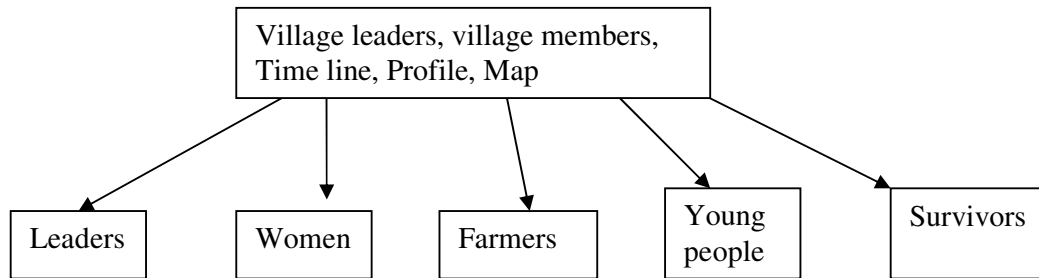 Village leaders, village members,
Time line, Profile, Map
Leaders
Women
Farmers
Young
people
Survivors